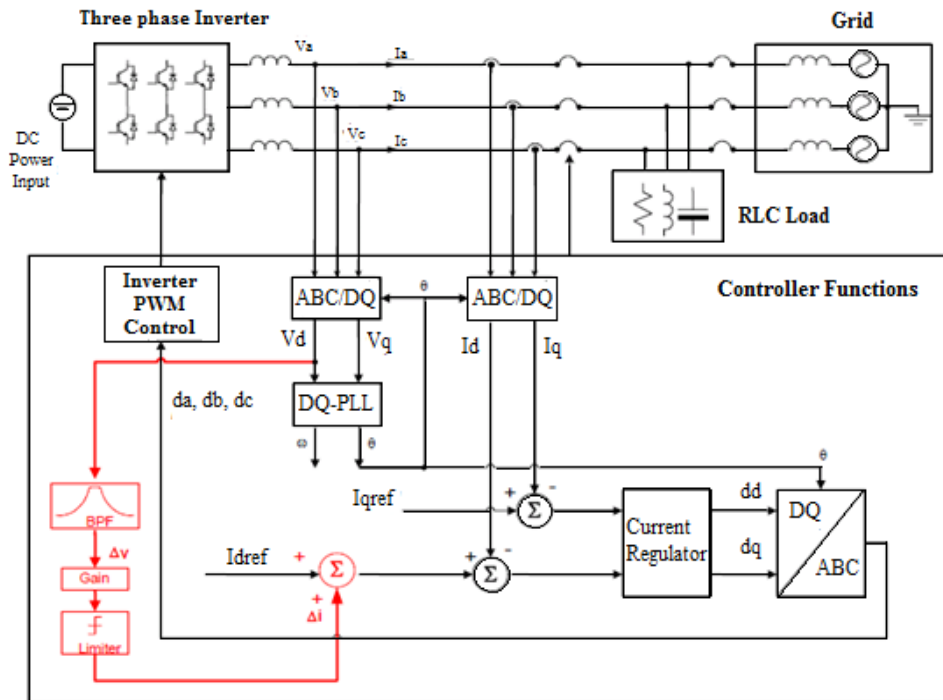 Three phase Inverter
Grid
Va
Ia
Vb
Ib
Vc
Ic
DC
Power
Input
RLC Load
Inverter
PWM
Control
ABC/DQ
θ
ABC/DQ
Controller Functions
Vd
Vq
Id
Iq
da, db, dc
DQ-PLL
ω
θ
θ
BPF
Iqref
+
-
Σ
dd
DQ
Current
Regulator
dq
ABC
Δv
Gain
Idref
+
Σ
+
-
Σ
+
Δi
Limiter